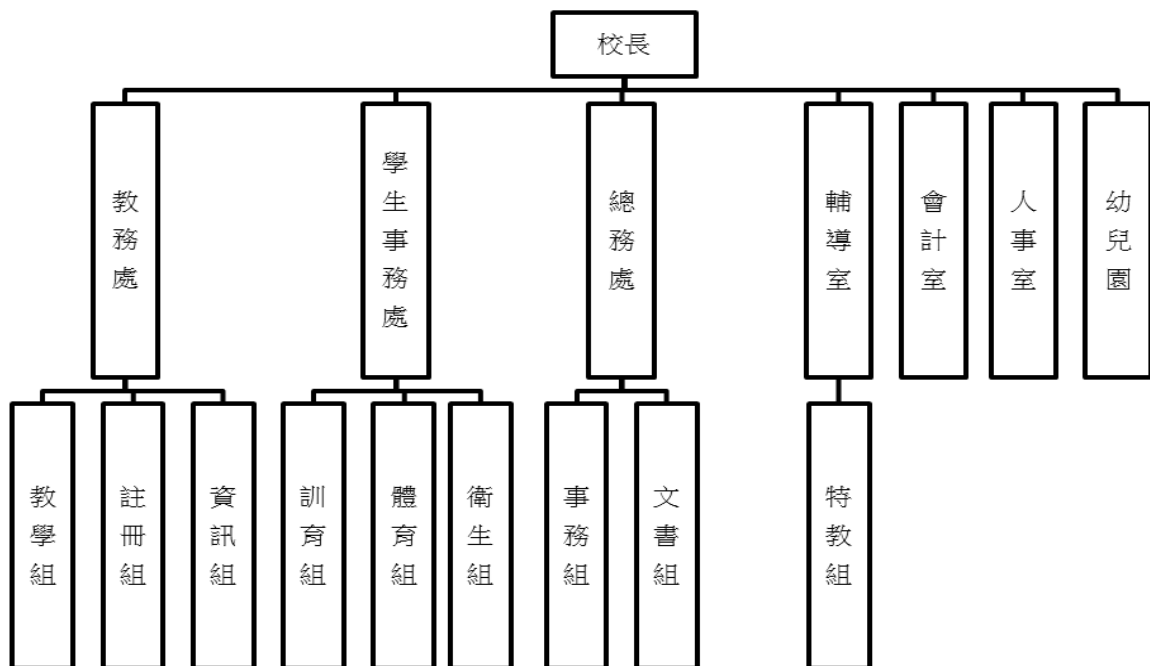 校長
教務處
學生事務處
總務處
輔導室
會計室
人事室
幼兒園
教學組
註冊組
資訊組
訓育組
體育組
衛生組
事務組
文書組
特教組